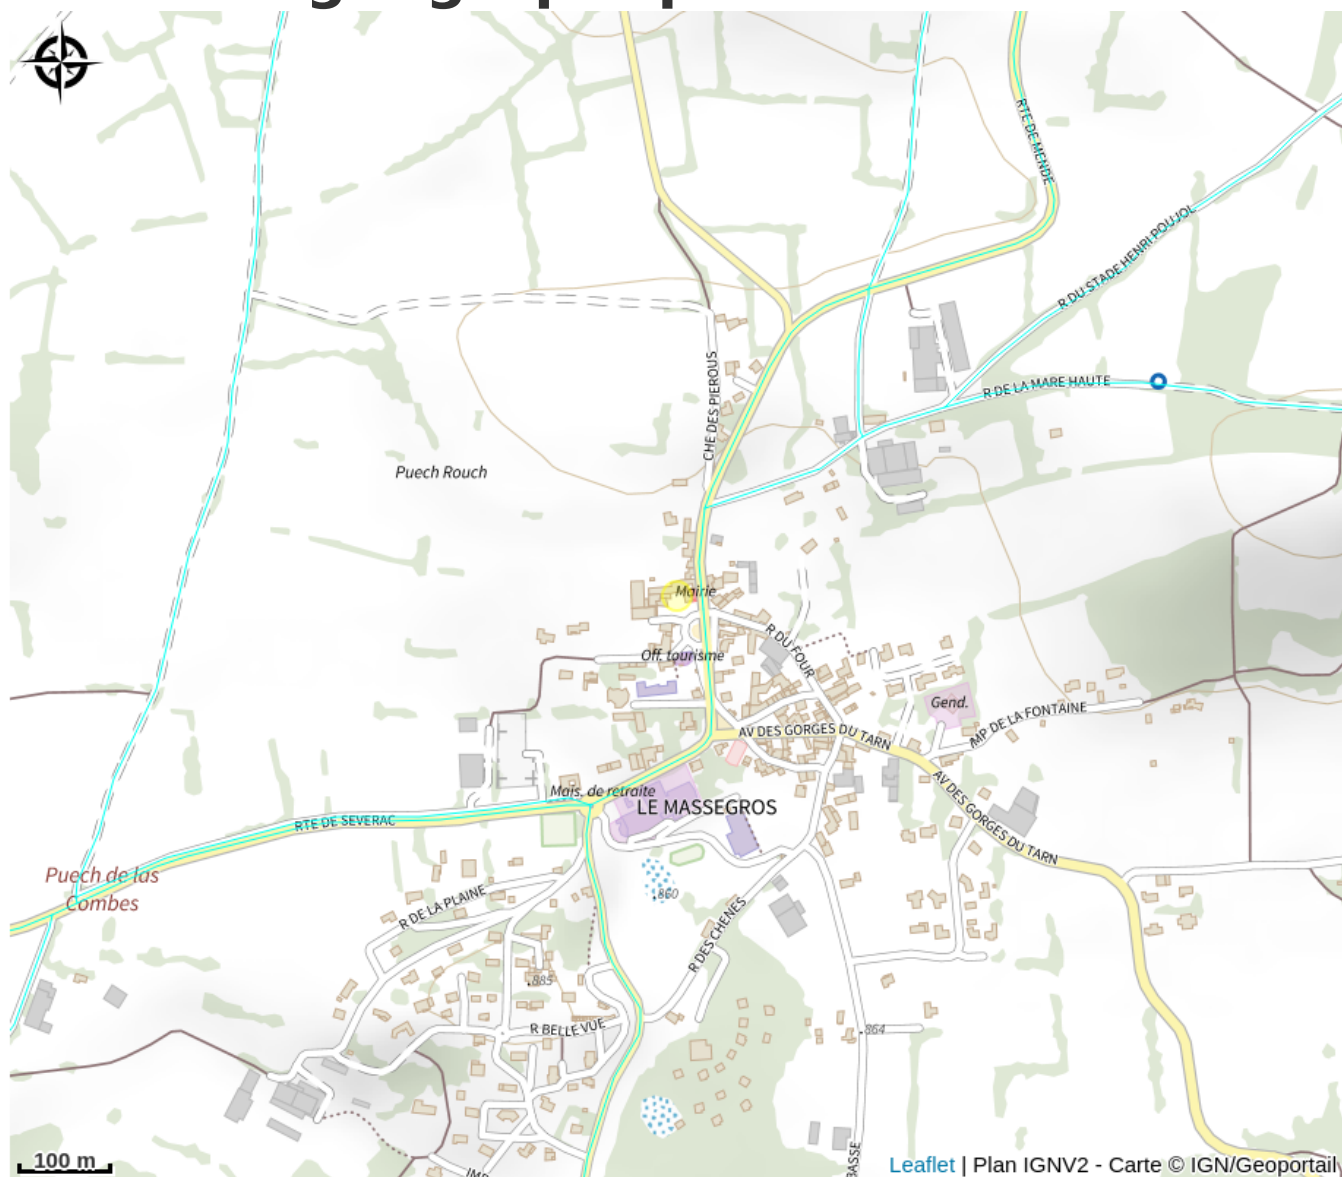 RTE DE MENDE
R DU STADE HENRI POUJOL
R DE LA MARE HAUTE
CHE DES PIEROUS
Puech Rouch
Mairie
R DU FOUR
Off. tourisme
Gend.
IMP DE LA FONTAINE
AV DES GORGES DU TARN
Mais. de retraite
LE MASSEGROS
AV DES GORGES DU TARN
RTE DE SEVERAC
Puech de las
Combes
860
R DE LA PLAINE
R DES CHENES
885
R BELLE VUE
864
BASSE
IMP
100 m
Leaflet | Plan IGNV2 - Carte © IGN/Geoportail